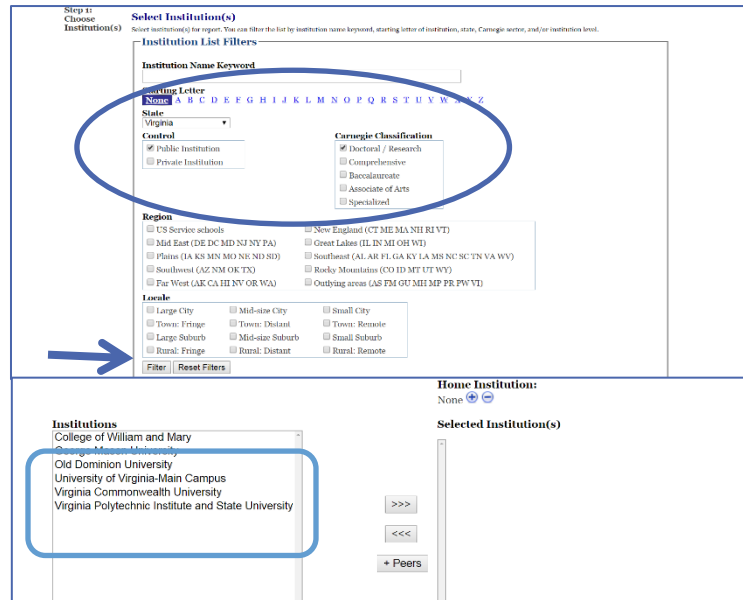 Step 1:
Choose
Institution(s)
Select Institution(s)
Select institution(s) for report. You can filter the list by institution name keyword, starting letter of institution, state, Carnegie sector, and/or institution level.
Institution List Filters
Institution Name Keyword
Starting Letter
None A B C D E F G H I J K L M N O P Q R S T U V W X Y Z
State
Virginia
Control
Carnegie Classification
Public Institution
Doctoral / Research
Private Institution
Comprehensive
Baccalaureate
Associate of Arts
Specialized
Region
US Service schools
New England (CT ME MA NH RI VT)
Mid East (DE DC MD NJ NY PA)
Great Lakes (IL IN MI OH WI)
Plains (IA KS MN MO NE ND SD)
Southeast (AL AR FL GA KY LA MS NC SC TN VA WV)
Southwest (AZ NM OK TX)
Rocky Mountains (CO ID MT UT WY)
Far West (AK CA HI NV OR WA)
Outlying areas (AS FM GU MH MP PR PW VI)
Locale
Large City
Mid-size City
Small City
Town: Fringe
Town: Distant
Town: Remote
Large Suburb
Mid-size Suburb
Small Suburb
Rural: Fringe
Rural: Distant
Rural: Remote
Filter
Reset Filters
Home Institution:
None
Institutions
Selected Institution(s)
College of William and Mary
George Mason University
Old Dominion University
University of Virginia-Main Campus
Virginia Commonwealth University
Virginia Polytechnic Institute and State University
>>>
<<<
+ Peers